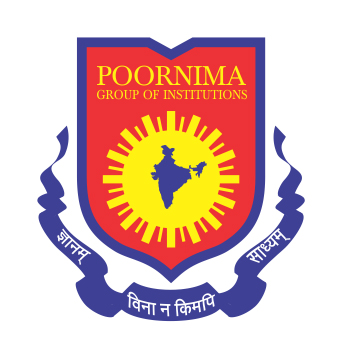 POORNIMA
GROUP OF INSTITUTIONS
ज्ञानम्
विना न किमपि
साध्यम्